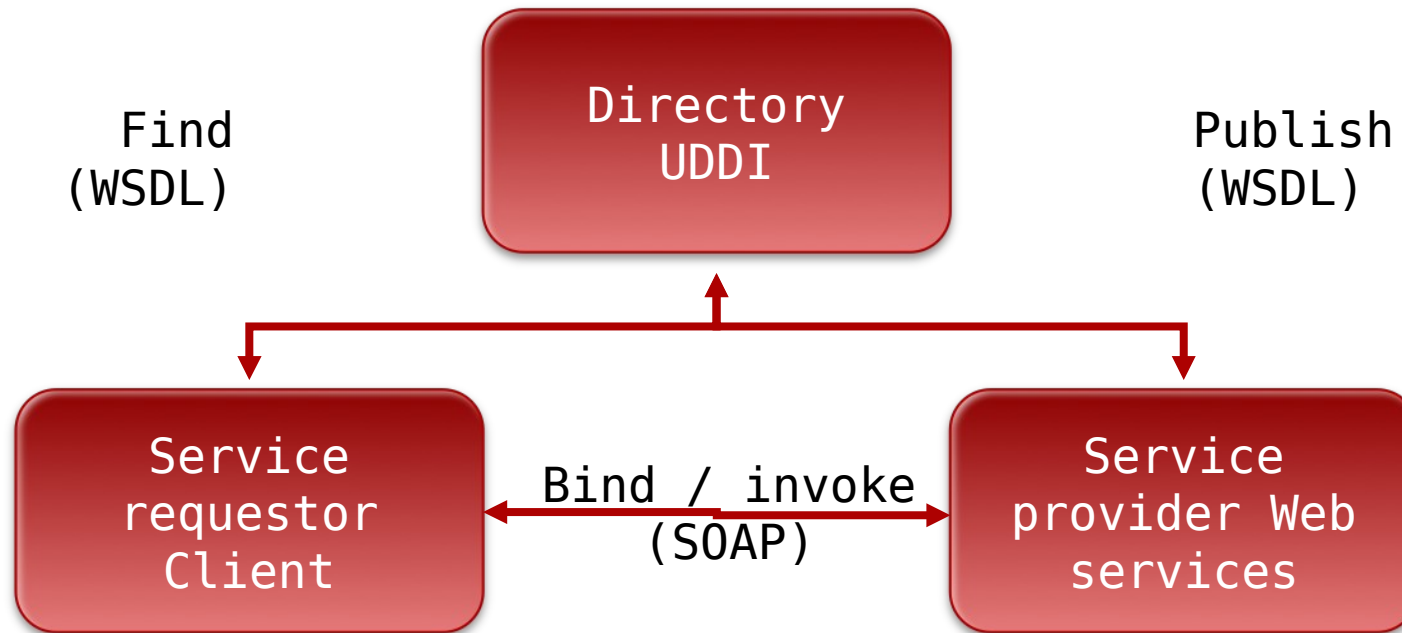 Directory
UDDI
Find
(WSDL)
Publish
(WSDL)
Service
requestor
Client
Bind / invoke
(SOAP)
Service
provider Web
services